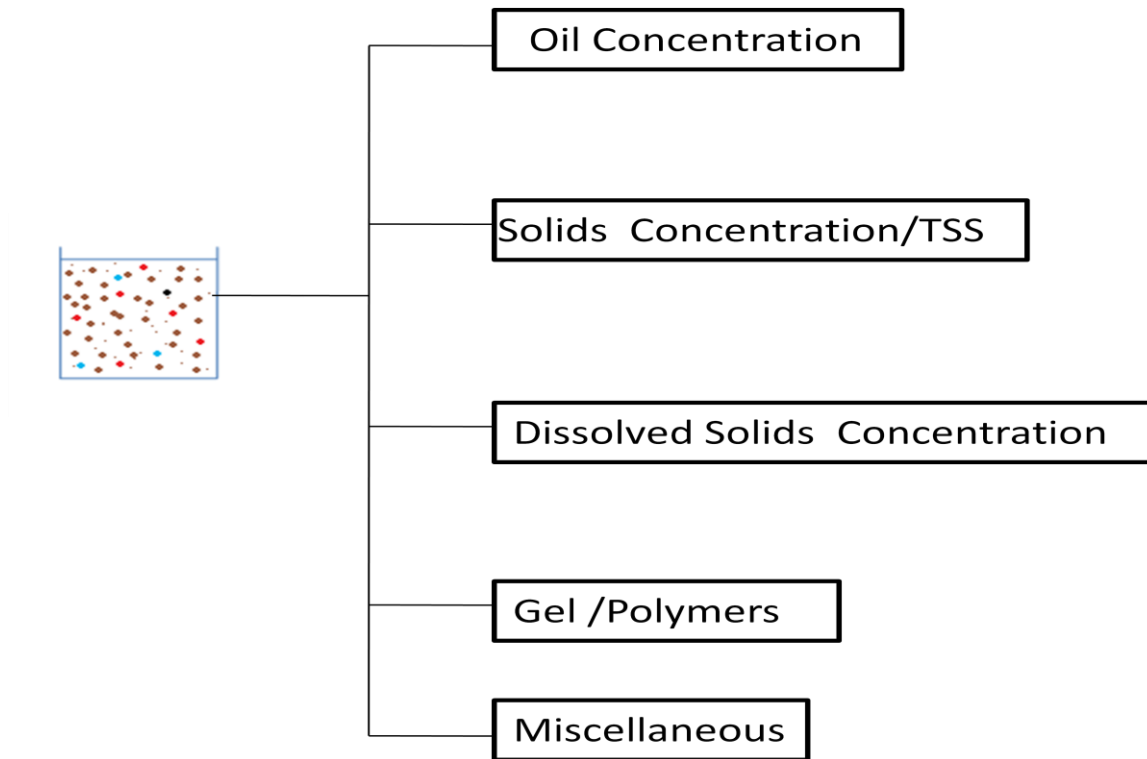 Oil Concentration
Solids  Concentration/TSS
Dissolved Solids  Concentration
Gel /Polymers
Miscellaneous